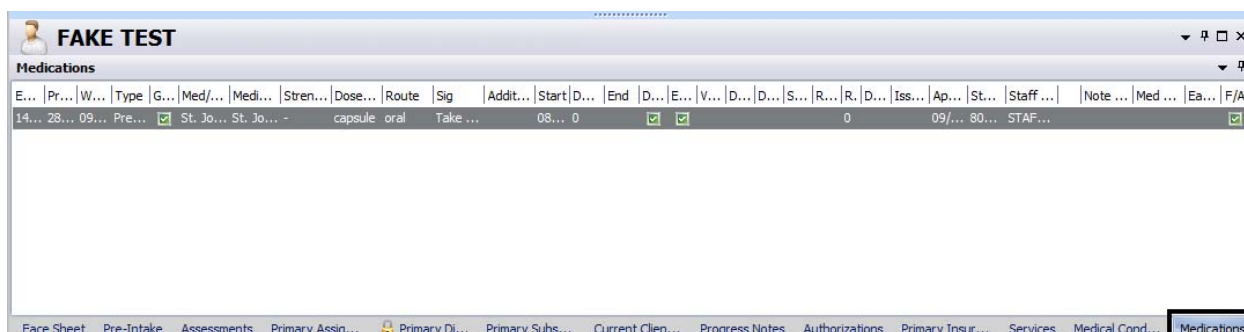 FAKE TEST
Medications
E... Pr... W... Type G... Med/... Medi... Stren... Dose... Route Sig Addit... Start D... End D... E... V... D... D... S... R... R. D... Iss... Ap... St... Staff ... Note ... Med ... Ea... F/A
14... 28... 09... Pre... St. Jo... St. Jo... - capsule oral Take ... 08... 0 0 09/... 80... STAF...
Face Sheet Pre-Intake Assessments Primary Assig... Primary Di... Primary Subs... Current Clien... Progress Notes Authorizations Primary Insur... Services Medical Cond... Medications